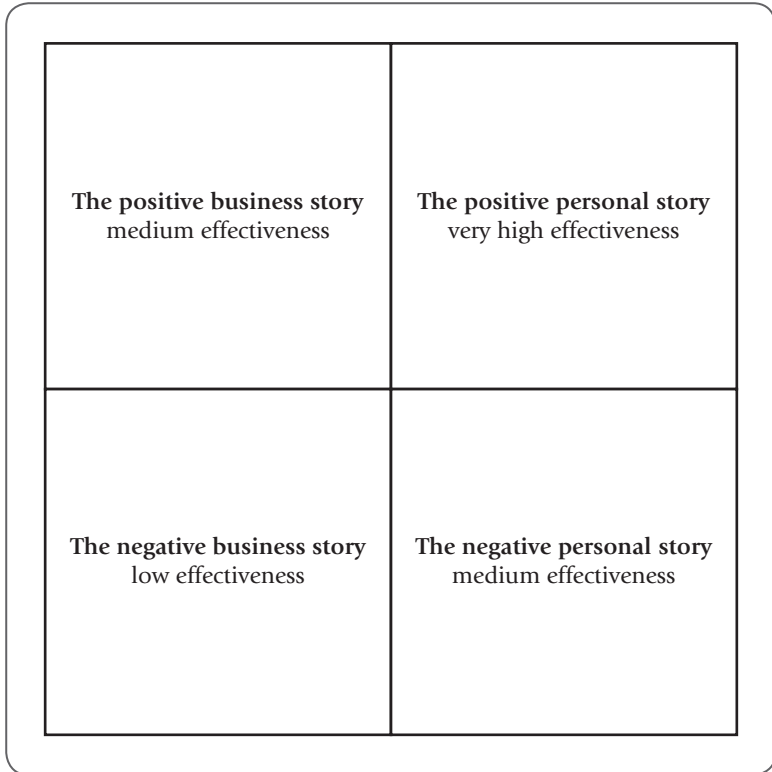 The positive business story
medium effectiveness
The positive personal story
very high effectiveness
The negative business story
low effectiveness
The negative personal story
medium effectiveness